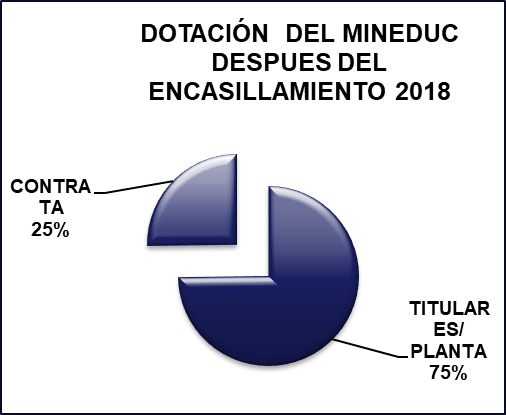 DOTACIÓN DEL MINEDUC
DESPUES DEL
ENCASILLAMIENTO 2018
CONTRA
TA
25%
TITULAR
ES/
PLANTA
75%